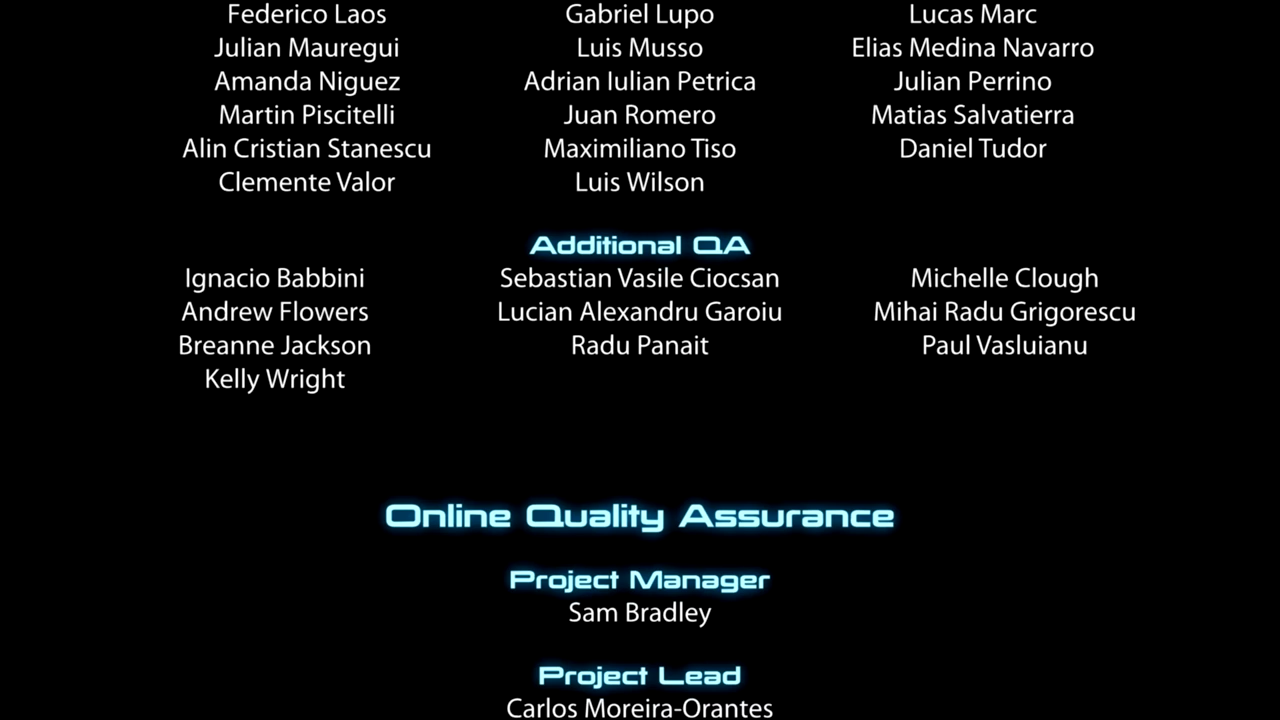 Federico Laos Gabriel Lupo Lucas Marc
Julian Mauregui Luis Musso Elias Medina Navarro
Amanda Niguez Adrian Iulian Petrica Julian Perrino
Martin Piscitelli Juan Romero Matias Salvatierra
Alin Cristian Stanescu Maximiliano Tiso Daniel Tudor
Clemente Valor Luis Wilson
Additional QA
Ignacio Babbini Sebastian Vasile Ciocsan Michelle Clough
Andrew Flowers Lucian Alexandru Garoiu Mihai Radu Grigorescu
Breanne Jackson Radu Panait Paul Vasluianu
Kelly Wright
Online Quality Assurance
Project Manager
Sam Bradley
Project Lead
Carlos Moreira-Orantes